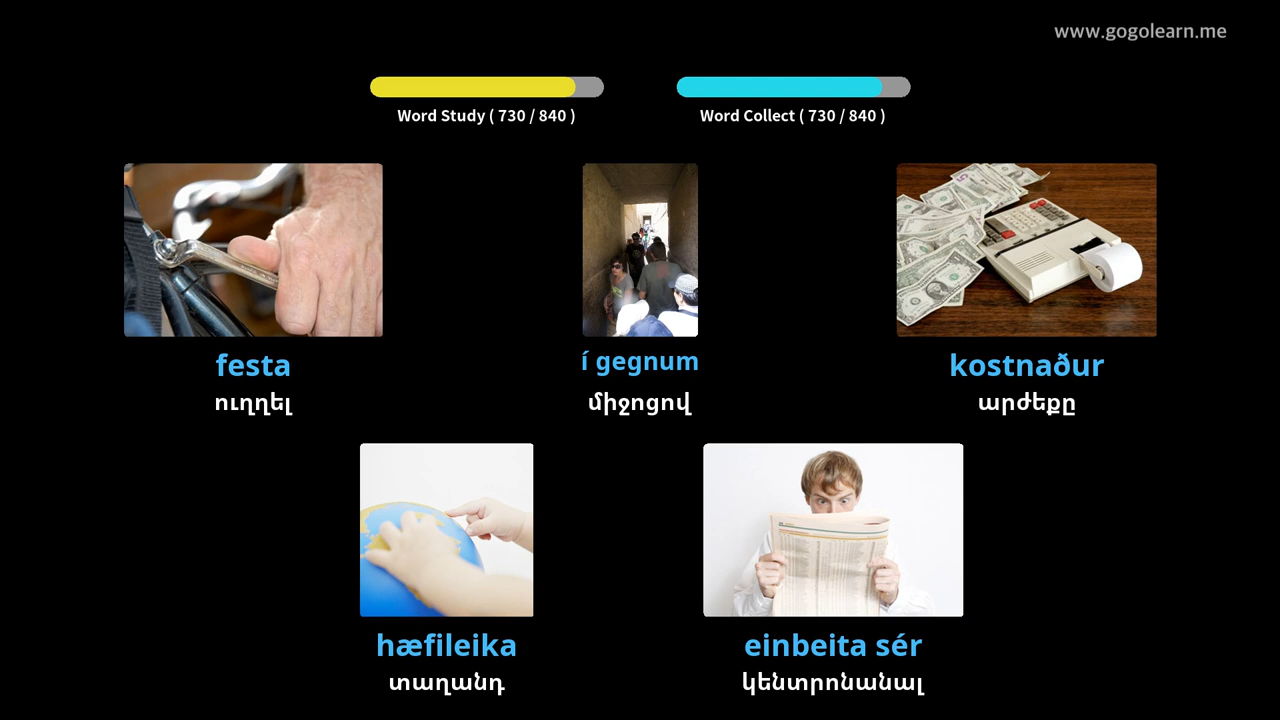 www.gogolearn.me
Word Study ( 730 / 840 )
Word Collect ( 730 / 840 )
festa
ուղղել
í gegnum
միջոցով
kostnaður
արժեքը
hæfileika
տաղանդ
einbeita sér
կենտրոնանալ